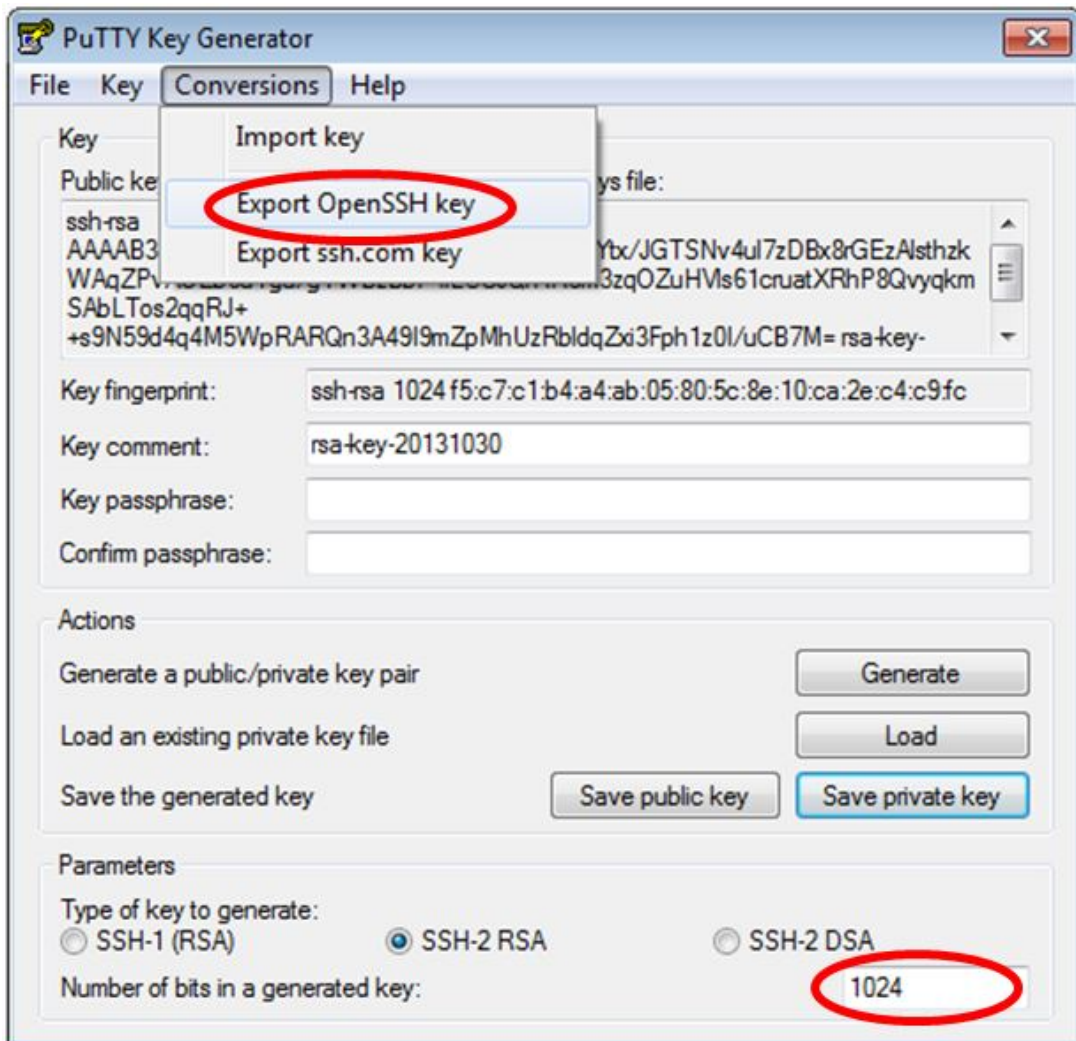 PuTTY Key Generator
File Key Conversions Help
Import key
Export OpenSSH key
Export ssh.com key
Key
Public ke ys file:
ssh-rsa
AAAAB3 Ytx/JGTSNv4uI7zDBx8rGEzAlsthzk
WAqZPv 3zqOZuHVls61cruatXRhP8Qvyqkm
SAbLTos2qqRJ+
+s9N59d4q4M5WpRARQn3A49I9mZpMhUzRbIdqZxi3Fph1z0I/uCB7M= rsa-key-
Key fingerprint: ssh-rsa 1024 f5:c7:c1:b4:a4:ab:05:80:5c:8e:10:ca:2e:c4:c9:fc
Key comment: rsa-key-20131030
Key passphrase:
Confirm passphrase:
Actions
Generate a public/private key pair Generate
Load an existing private key file Load
Save the generated key Save public key Save private key
Parameters
Type of key to generate:
SSH-1 (RSA) SSH-2 RSA SSH-2 DSA
Number of bits in a generated key: 1024